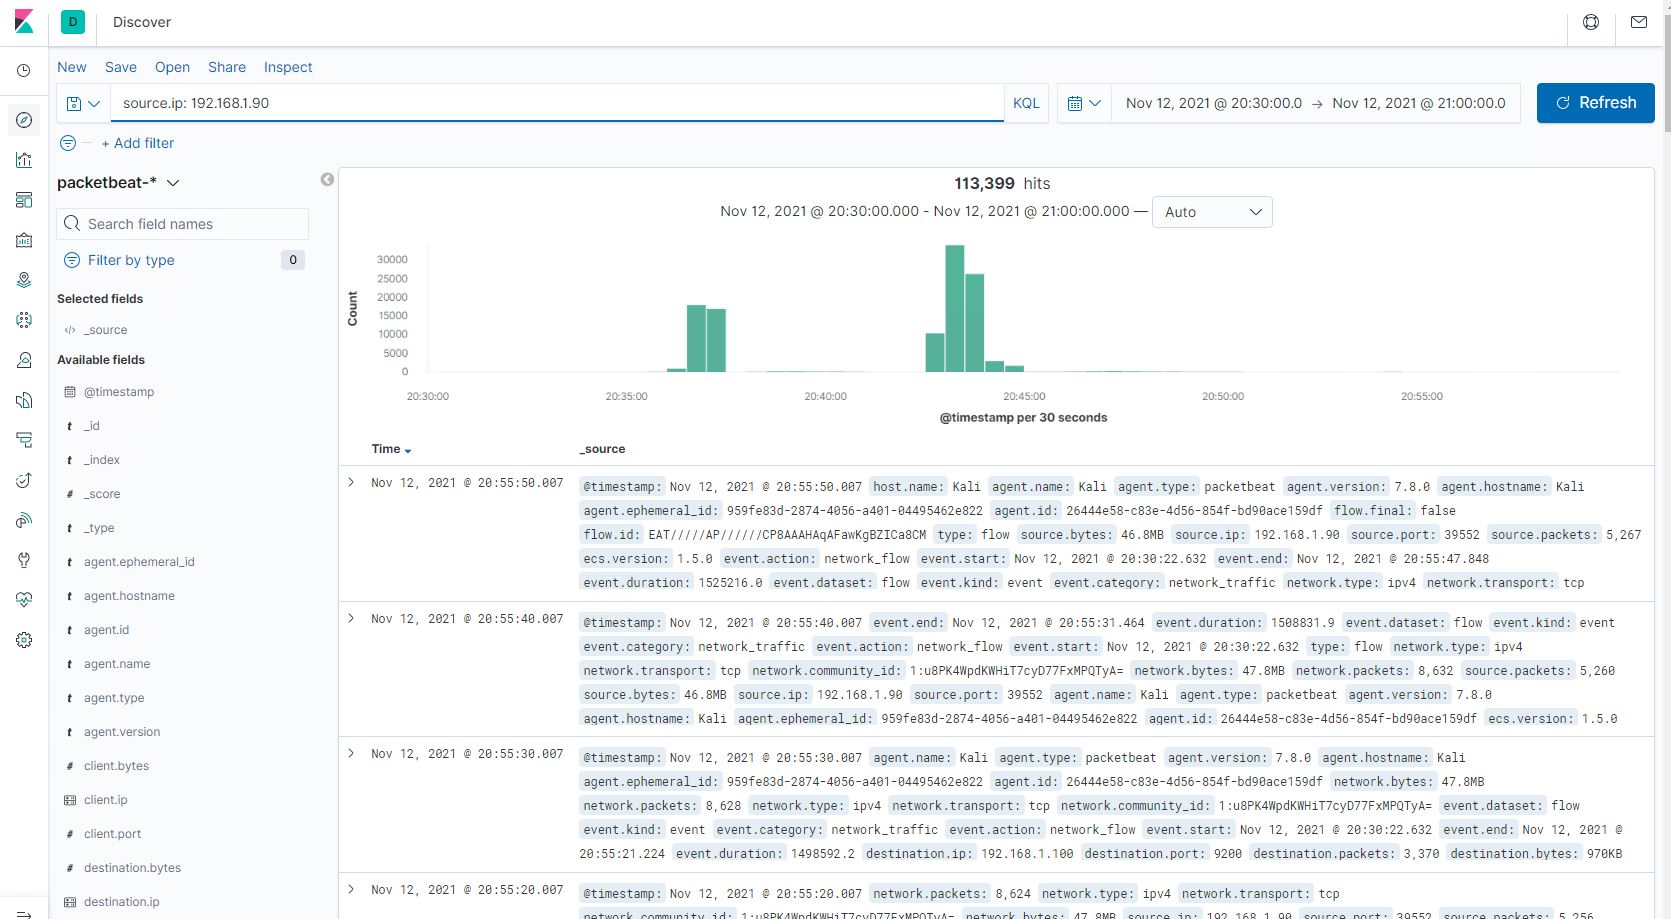 D Discover
New Save Open Share Inspect
source.ip: 192.168.1.90 KQL Nov 12, 2021 @ 20:30:00.0 → Nov 12, 2021 @ 21:00:00.0 Refresh
+ Add filter
packetbeat-*
Search field names
Filter by type 0
Selected fields
_source
Available fields
@timestamp
t _id
t _index
# _score
t _type
t agent.ephemeral_id
t agent.hostname
t agent.id
t agent.name
t agent.type
t agent.version
# client.bytes
client.ip
# client.port
# destination.bytes
destination.ip
113,399 hits
Nov 12, 2021 @ 20:30:00.000 - Nov 12, 2021 @ 21:00:00.000 — Auto
Count
30000
25000
20000
15000
10000
5000
0
20:30:00 20:35:00 20:40:00 20:45:00 20:50:00 20:55:00
@timestamp per 30 seconds
Time _source
Nov 12, 2021 @ 20:55:50.007 @timestamp: Nov 12, 2021 @ 20:55:50.007 host.name: Kali agent.name: Kali agent.type: packetbeat agent.version: 7.8.0 agent.hostname: Kali
agent.ephemeral_id: 959fe83d-2874-4056-a401-04495462e822 agent.id: 26444e58-c83e-4d56-854f-bd90ace159df flow.final: false
flow.id: EAT/////AP//////CP8AAAHAqAFawKgBZICa8CM type: flow source.bytes: 46.8MB source.ip: 192.168.1.90 source.port: 39552 source.packets: 5,267
ecs.version: 1.5.0 event.action: network_flow event.start: Nov 12, 2021 @ 20:30:22.632 event.end: Nov 12, 2021 @ 20:55:47.848
event.duration: 1525216.0 event.dataset: flow event.kind: event event.category: network_traffic network.type: ipv4 network.transport: tcp
Nov 12, 2021 @ 20:55:40.007 @timestamp: Nov 12, 2021 @ 20:55:40.007 event.end: Nov 12, 2021 @ 20:55:31.464 event.duration: 1508831.9 event.dataset: flow event.kind: event
event.category: network_traffic event.action: network_flow event.start: Nov 12, 2021 @ 20:30:22.632 type: flow network.type: ipv4
network.transport: tcp network.community_id: 1:u8PK4WpdKWHiT7cyD77FxMPQTyA= network.bytes: 47.8MB network.packets: 8,632 source.packets: 5,260
source.bytes: 46.8MB source.ip: 192.168.1.90 source.port: 39552 agent.name: Kali agent.type: packetbeat agent.version: 7.8.0
agent.hostname: Kali agent.ephemeral_id: 959fe83d-2874-4056-a401-04495462e822 agent.id: 26444e58-c83e-4d56-854f-bd90ace159df ecs.version: 1.5.0
Nov 12, 2021 @ 20:55:30.007 @timestamp: Nov 12, 2021 @ 20:55:30.007 agent.name: Kali agent.type: packetbeat agent.version: 7.8.0 agent.hostname: Kali
agent.ephemeral_id: 959fe83d-2874-4056-a401-04495462e822 agent.id: 26444e58-c83e-4d56-854f-bd90ace159df network.bytes: 47.8MB
network.packets: 8,628 network.type: ipv4 network.transport: tcp network.community_id: 1:u8PK4WpdKWHiT7cyD77FxMPQTyA= event.dataset: flow
event.kind: event event.category: network_traffic event.action: network_flow event.start: Nov 12, 2021 @ 20:30:22.632 event.end: Nov 12, 2021 @
20:55:21.224 event.duration: 1498592.2 destination.ip: 192.168.1.100 destination.port: 9200 destination.packets: 3,370 destination.bytes: 970KB
Nov 12, 2021 @ 20:55:20.007 @timestamp: Nov 12, 2021 @ 20:55:20.007 network.packets: 8,624 network.type: ipv4 network.transport: tcp
network.community_id: 1:u8PK4WpdKWHiT7cyD77FxMPQTyA= network.bytes: 47.8MB source.ip: 192.168.1.90 source.port: 39552 source.packets: 5,256